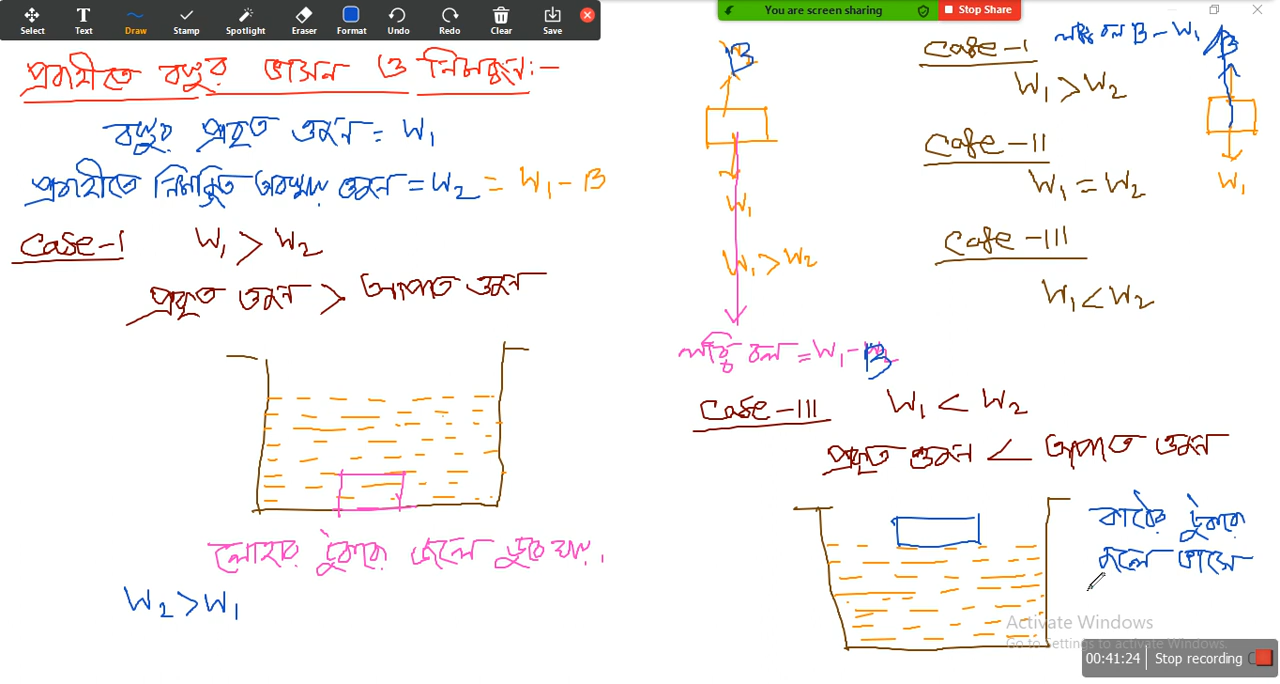 Select Text Draw Stamp Spotlight Eraser Format Undo Redo Clear Save
You are screen sharing Stop Share
প্রবাহীতে বস্তুর ভাসন ও নিমজ্জন:-
বস্তুর প্রকৃত ওজন = W₁
প্রবাহীতে নিমজ্জিত অবস্থায় ওজন = W₂ = W₁ - B
Case-I W₁ > W₂
প্রকৃত ওজন > আপাত ওজন
লোহার টুকরো জলে ডুবে যায়।
W₂ > W₁
B
W₁
W₁ > W₂
লব্ধি বল = W₁ - B
Case-I
W₁ > W₂
Case-II
W₁ = W₂
Case-III
W₁ < W₂
লব্ধি বল B - W₁
B
W₁
Case-III W₁ < W₂
প্রকৃত ওজন < আপাত ওজন
কাঠের টুকরো
জলে ভাসে
Activate Windows
Go to Settings to activate Windows.
00:41:24 Stop recording